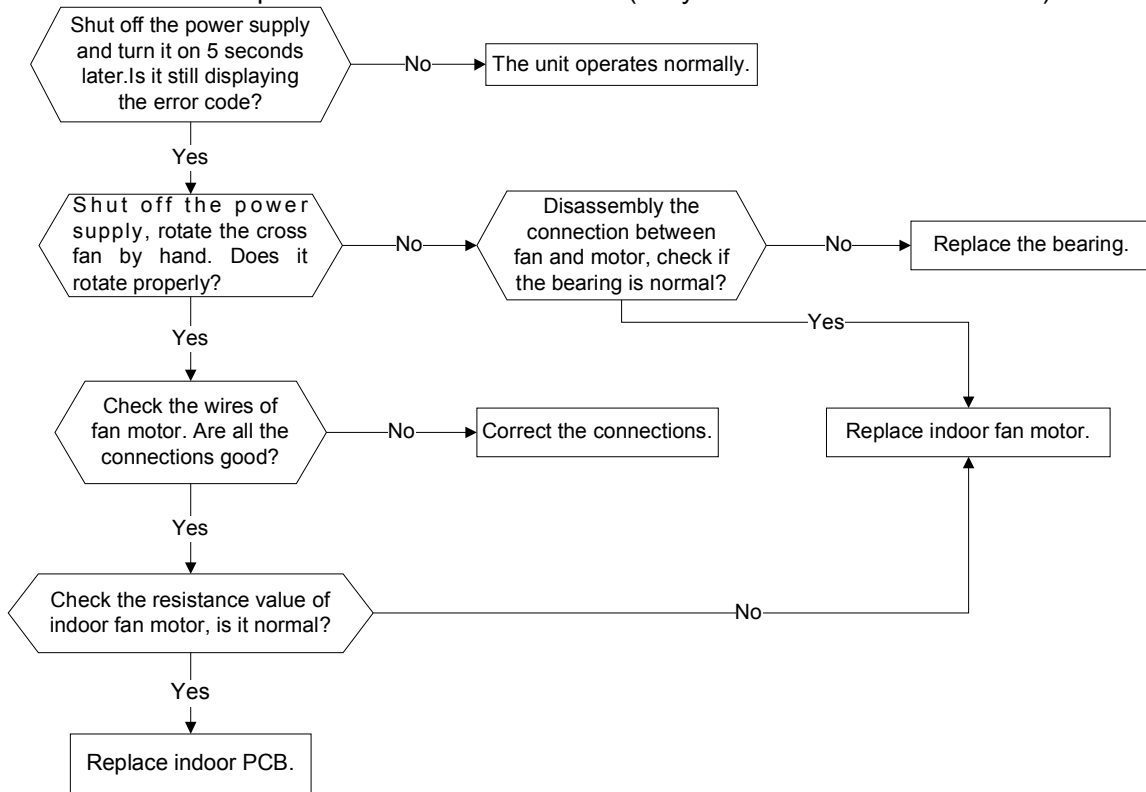 Shut off the power supply
and turn it on 5 seconds
later.Is it still displaying
the error code?
No
The unit operates normally.
Yes
Shut off the power
supply, rotate the cross
fan by hand. Does it
rotate properly?
No
Disassembly the
connection between
fan and motor, check if
the bearing is normal?
No
Replace the bearing.
Yes
Yes
Check the wires of
fan motor. Are all the
connections good?
No
Correct the connections.
Replace indoor fan motor.
Yes
Check the resistance value of
indoor fan motor, is it normal?
No
Yes
Replace indoor PCB.